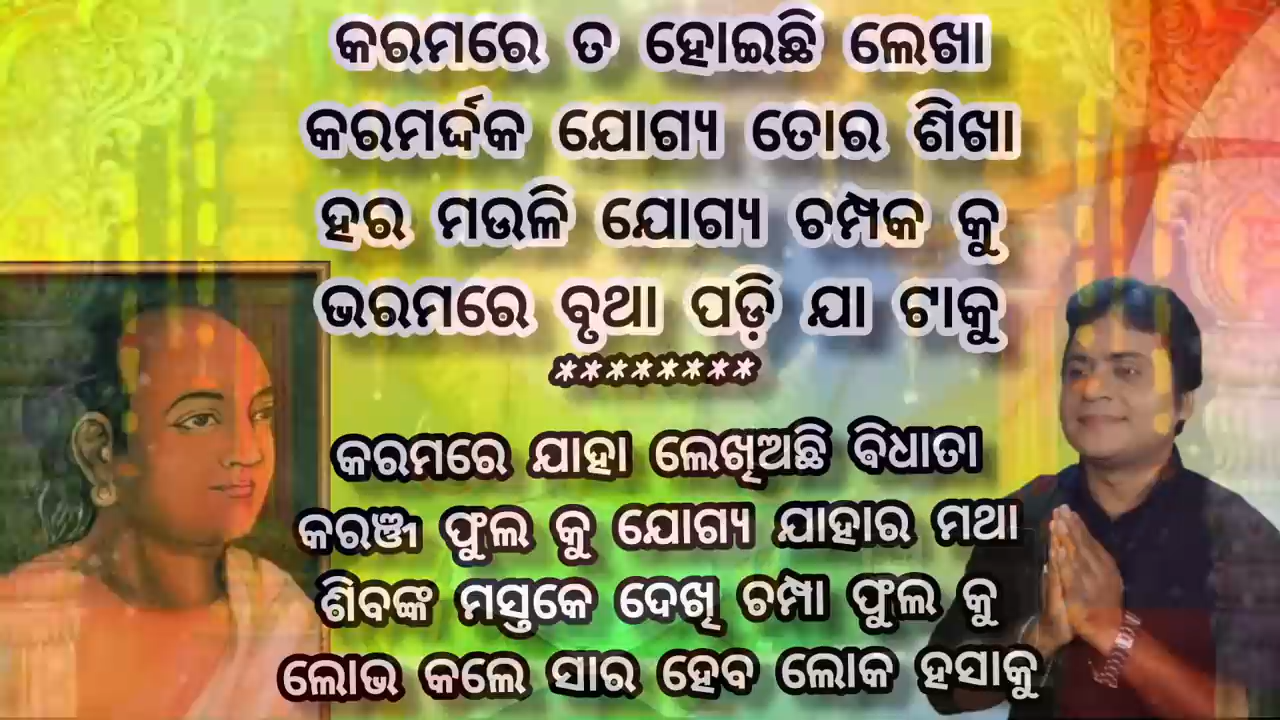 କରମରେ ତ ହୋଇଛି ଲେଖା
କରମର୍ଦ୍ଦକ ଯୋଗ୍ୟ ତୋର ଶିଖା
ହର ମଉଳି ଯୋଗ୍ୟ ଚମ୍ପକ କୁ
ଭରମରେ ବୃଥା ପଡ଼ି ଯା ଟାକୁ
********
କରମରେ ଯାହା ଲେଖିଅଛି ଵିଧାତା
କରଞ୍ଜ ଫୁଲ କୁ ଯୋଗ୍ୟ ଯାହାର ମଥା
ଶିବଙ୍କ ମସ୍ତକେ ଦେଖି ଚମ୍ପା ଫୁଲ କୁ
ଲୋଭ କଲେ ସାର ହେବ ଲୋକ ହସାକୁ